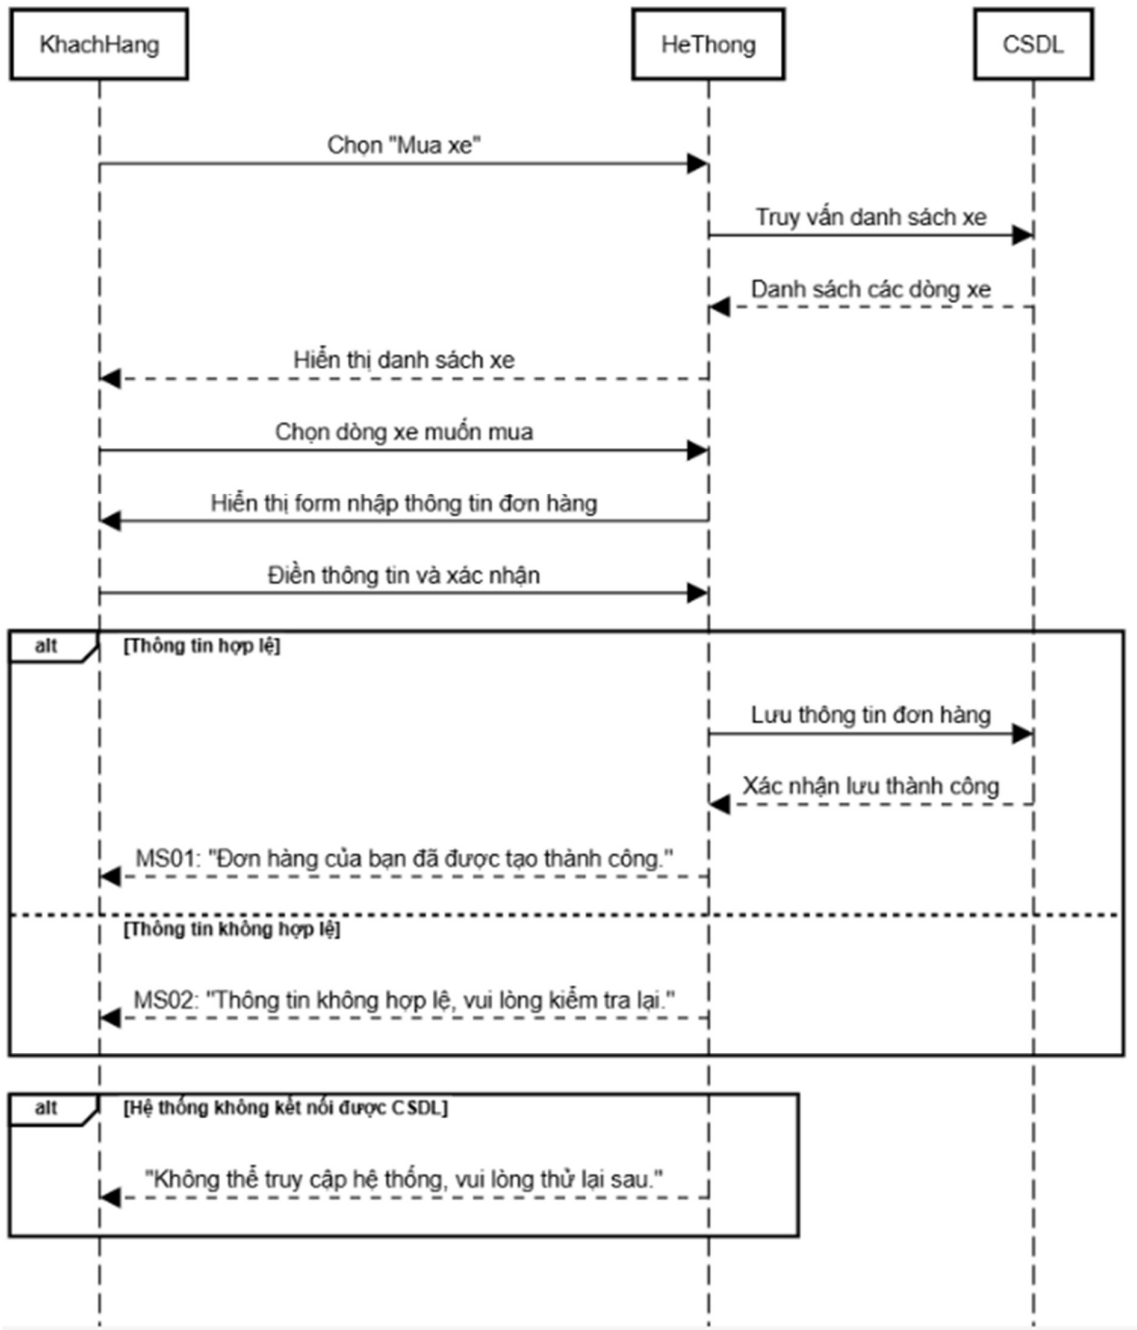 KhachHang
HeThong
CSDL
Chọn "Mua xe"
Truy vấn danh sách xe
Danh sách các dòng xe
Hiển thị danh sách xe
Chọn dòng xe muốn mua
Hiển thị form nhập thông tin đơn hàng
Điền thông tin và xác nhận
alt
[Thông tin hợp lệ]
Lưu thông tin đơn hàng
Xác nhận lưu thành công
MS01: "Đơn hàng của bạn đã được tạo thành công."
[Thông tin không hợp lệ]
MS02: "Thông tin không hợp lệ, vui lòng kiểm tra lại."
alt
[Hệ thống không kết nối được CSDL]
"Không thể truy cập hệ thống, vui lòng thử lại sau."